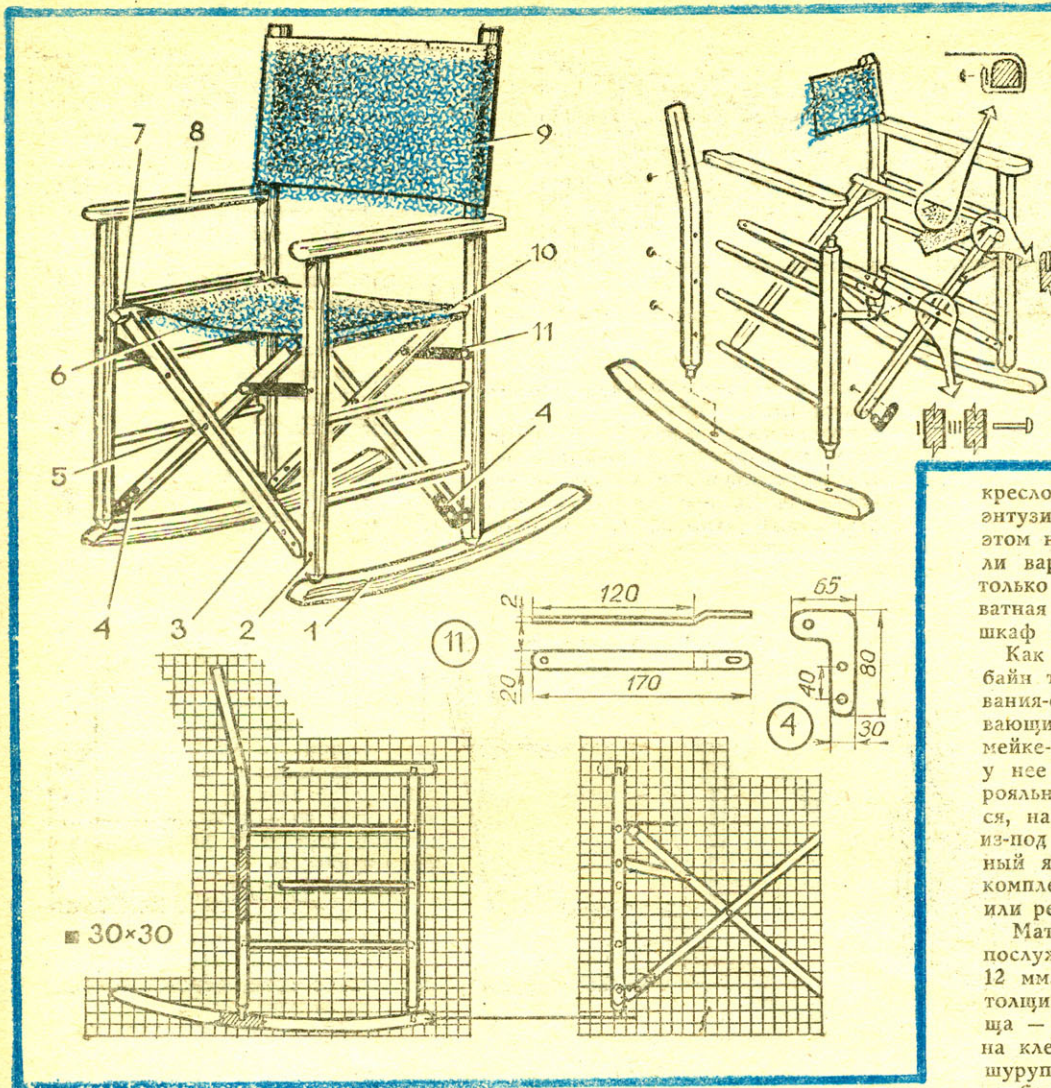 7
8
9
10
11
6
5
4
4
3
2
1
11
2
120
20
170
4
65
80
40
30
30×30
кресло
энтузи
этом н
ли вар
только
ватная
шкаф
Как
байн т
вания-
вающи
мейке-
у нее
рояльн
ся, на
из-под
ный я
компле
или ре
Мат
послуж
12 мм
толщи
ща —
на кле
шуруп